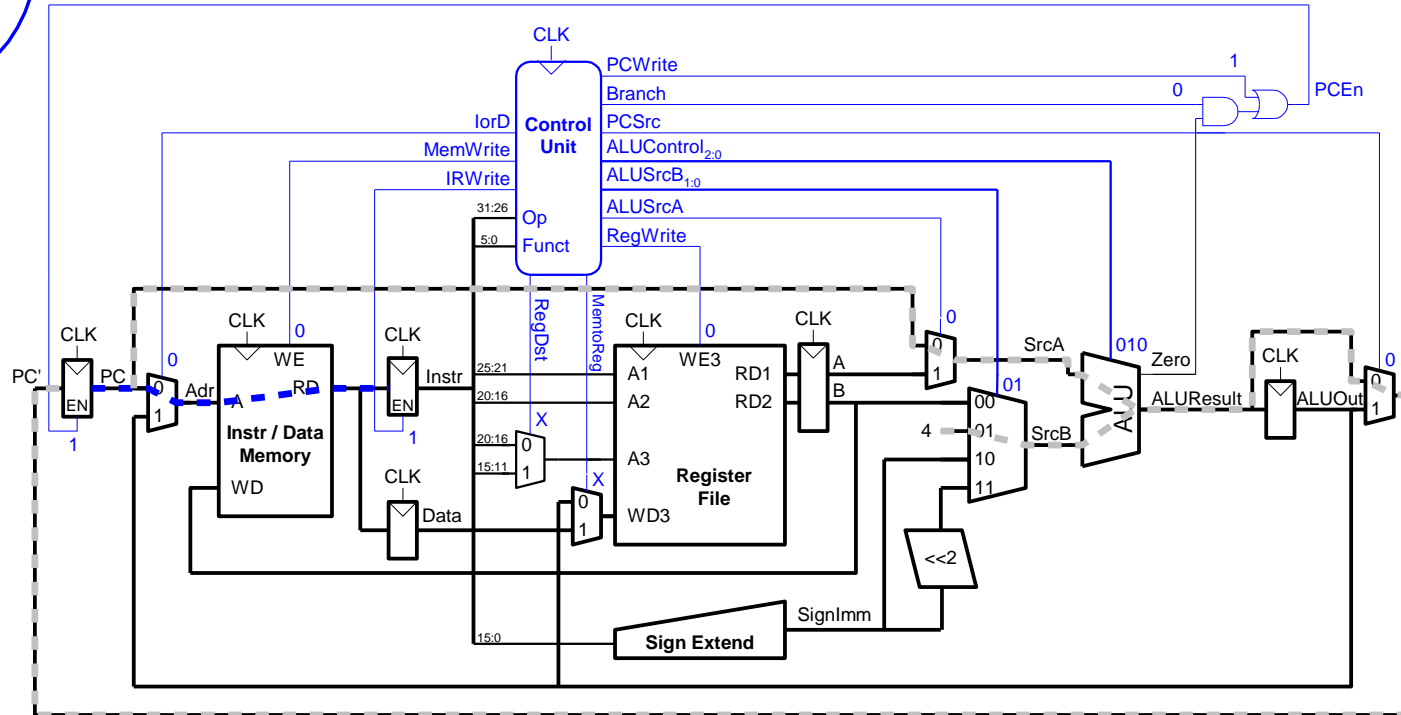 CLK
PCWrite
1
Branch
0
PCEn
IorD
Control
Unit
PCSrc
MemWrite
ALUControl2:0
IRWrite
ALUSrcB1:0
31:26
Op
ALUSrcA
5:0
Funct
RegWrite
RegDst
MemtoReg
CLK
0
CLK
0
CLK
CLK
0
CLK
0
SrcA
010
Zero
CLK
0
PC'
PC
EN
1
0
1
Adr
WE
A
RD
Instr / Data
Memory
WD
EN
1
Instr
25:21
20:16
20:16
15:11
X
0
1
A1
A2
A3
WD3
WE3
RD1
RD2
Register
File
A
B
0
1
01
00
4
01
10
11
SrcB
ALU
ALUResult
ALUOut
0
1
CLK
Data
X
0
1
<<2
SignImm
15:0
Sign Extend